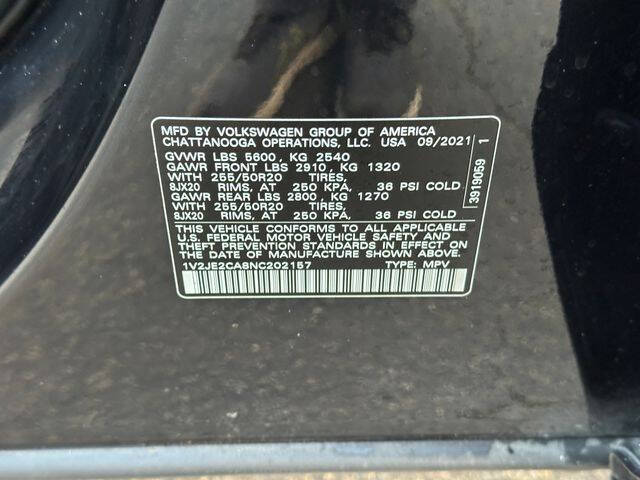 MFD BY VOLKSWAGEN GROUP OF AMERICA
CHATTANOOGA OPERATIONS, LLC. USA 09/2021
GVWR LBS 5600, KG 2540
GAWR FRONT LBS 2910, KG 1320
WITH 255/50R20 TIRES,
8JX20 RIMS, AT 250 KPA, 36 PSI COLD
GAWR REAR LBS 2800, KG 1270
WITH 255/50R20 TIRES,
8JX20 RIMS, AT 250 KPA, 36 PSI COLD
THIS VEHICLE CONFORMS TO ALL APPLICABLE
U.S. FEDERAL MOTOR VEHICLE SAFETY AND
THEFT PREVENTION STANDARDS IN EFFECT ON
THE DATE OF MANUFACTURE SHOWN ABOVE.
1V2JE2CA8NC202157 TYPE: MPV
3919059 1